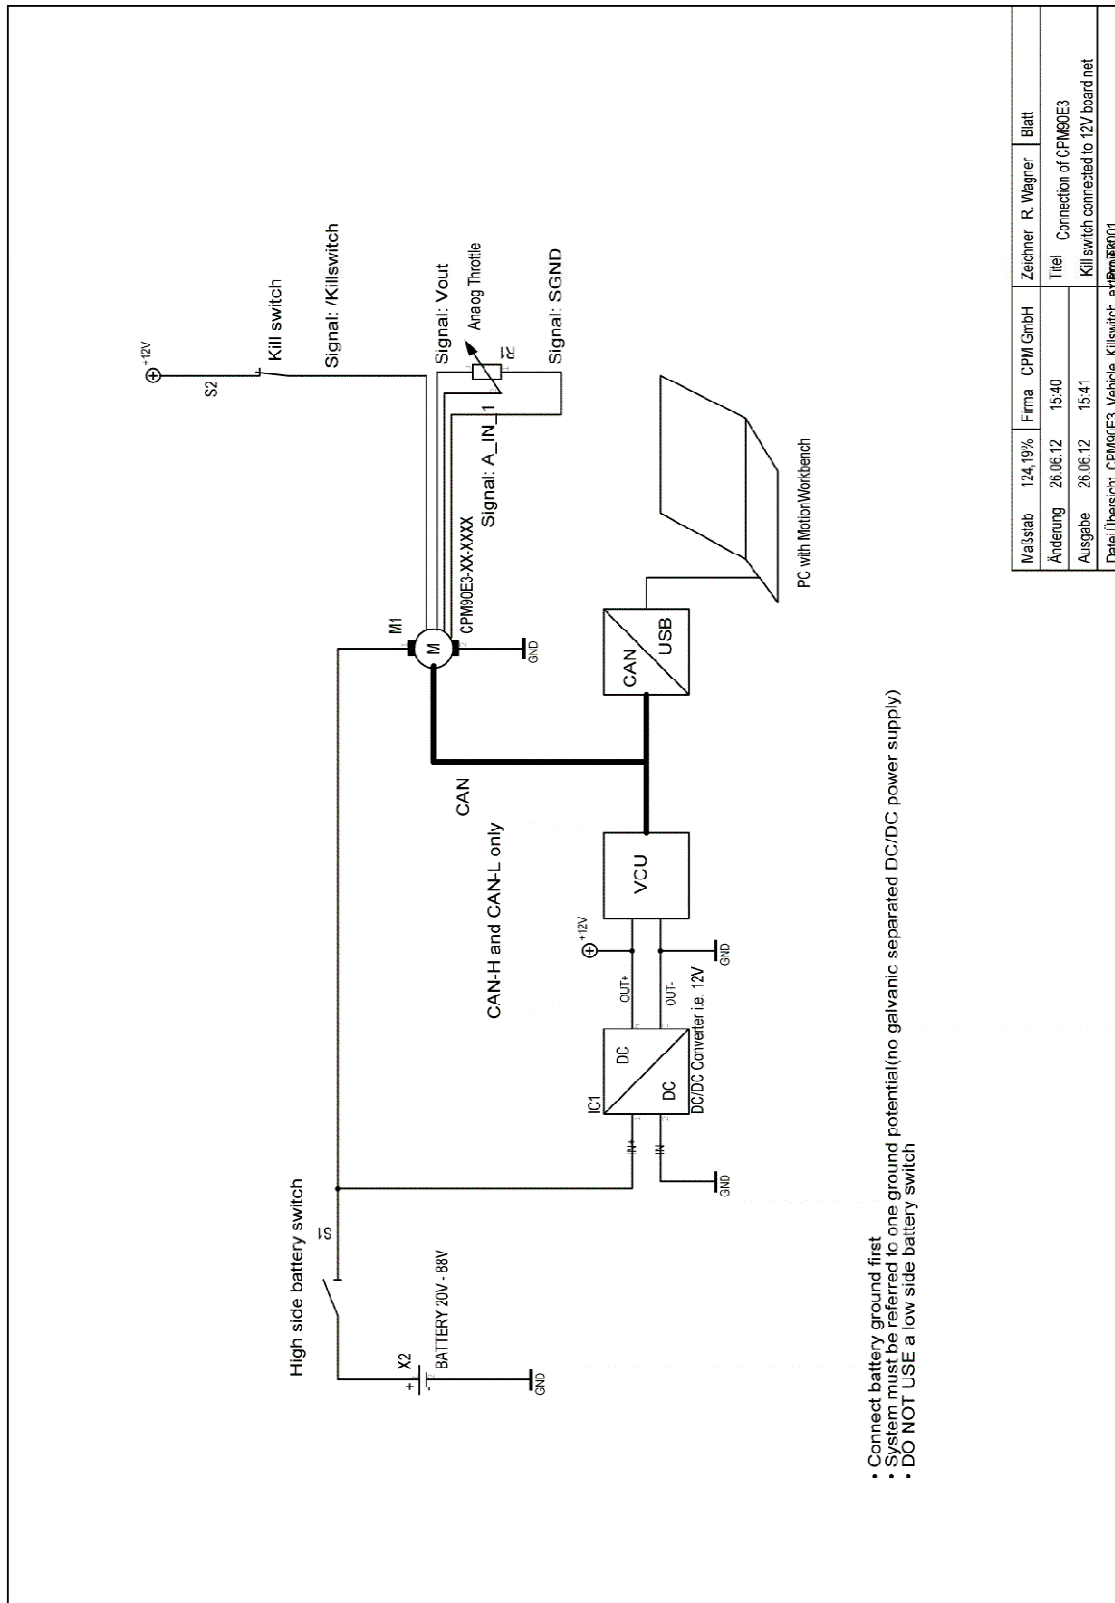 High side battery switch
S1
X2
+
-
BATTERY 20V - 88V
GND
+12V
S2
Kill switch
Signal: /Killswitch
M1
M
CPM90E3-XX-XXXX
GND
Signal: Vout
Anaog Throttle
R1
Signal: A_IN_1
Signal: SGND
CAN
CAN-H and CAN-L only
IC1
IN+
IN
DC
DC
OUT+
OUT-
DC/DC Converter i.e. 12V
GND
+12V
GND
VCU
CAN
USB
PC with MotionWorkbench
• Connect battery ground first
• System must be referred to one ground potential(no galvanic separated DC/DC power supply)
• DO NOT USE a low side battery switch
Maßstab 124,19% Firma CPM GmbH Zeichner R. Wagner Blatt
Änderung 26.06.12 15:40 Titel Connection of CPM90E3
Ausgabe 26.06.12 15:41 Kill switch connected to 12V board net